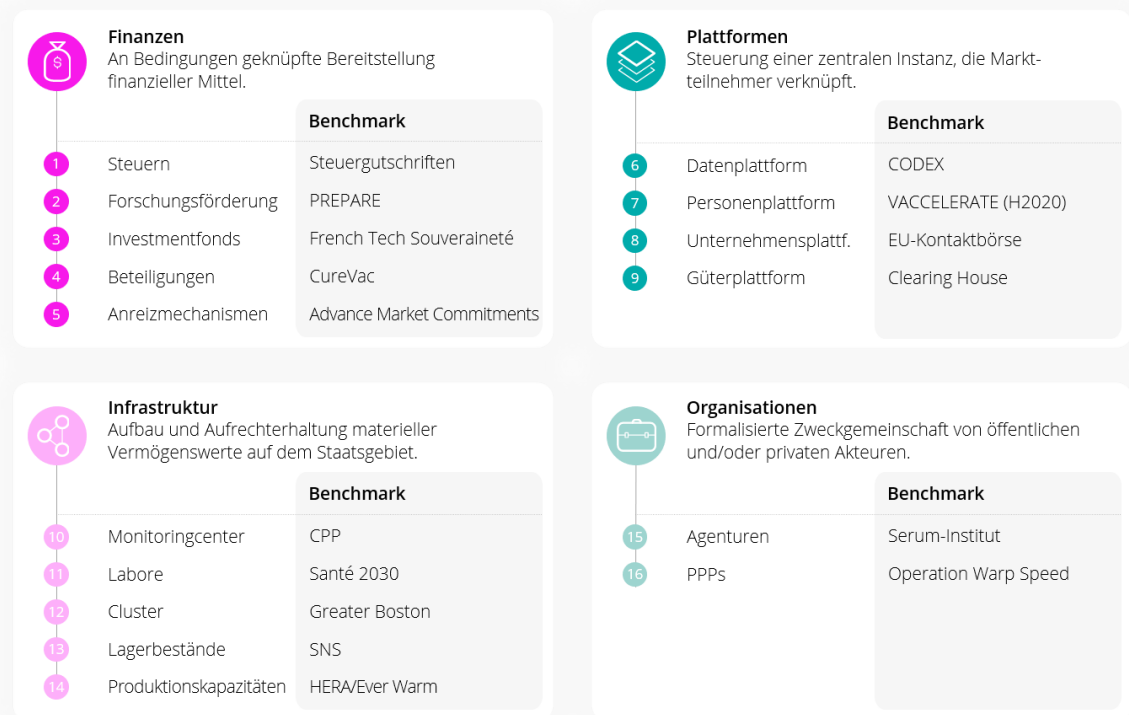 Finanzen
An Bedingungen geknüpfte Bereitstellung
finanzieller Mittel.
$
Benchmark
1 Steuern Steuergutschriften
2 Forschungsförderung PREPARE
3 Investmentfonds French Tech Souveraineté
4 Beteiligungen CureVac
5 Anreizmechanismen Advance Market Commitments
Plattformen
Steuerung einer zentralen Instanz, die Markt-
teilnehmer verknüpft.
Benchmark
6 Datenplattform CODEX
7 Personenplattform VACCELERATE (H2020)
8 Unternehmensplattf. EU-Kontaktbörse
9 Güterplattform Clearing House
Infrastruktur
Aufbau und Aufrechterhaltung materieller
Vermögenswerte auf dem Staatsgebiet.
Benchmark
10 Monitoringcenter CPP
11 Labore Santé 2030
12 Cluster Greater Boston
13 Lagerbestände SNS
14 Produktionskapazitäten HERA/Ever Warm
Organisationen
Formalisierte Zweckgemeinschaft von öffentlichen
und/oder privaten Akteuren.
Benchmark
15 Agenturen Serum-Institut
16 PPPs Operation Warp Speed